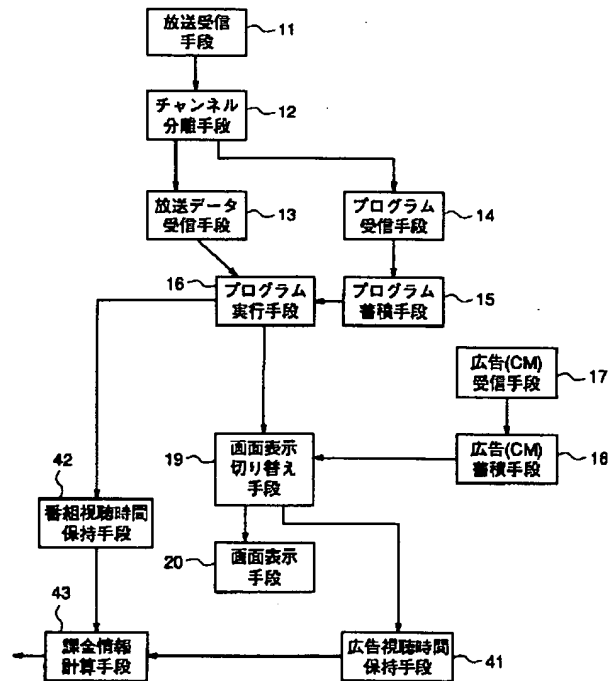 放送受信
手段
11
チャンネル
分離手段
12
放送データ
受信手段
13
プログラム
受信手段
14
16
プログラム
実行手段
プログラム
蓄積手段
15
広告(CM)
受信手段
17
19
画面表示
切り替え
手段
広告(CM)
蓄積手段
16
42
番組視聴時間
保持手段
20
画面表示
手段
43
課金情報
計算手段
広告視聴時間
保持手段
41